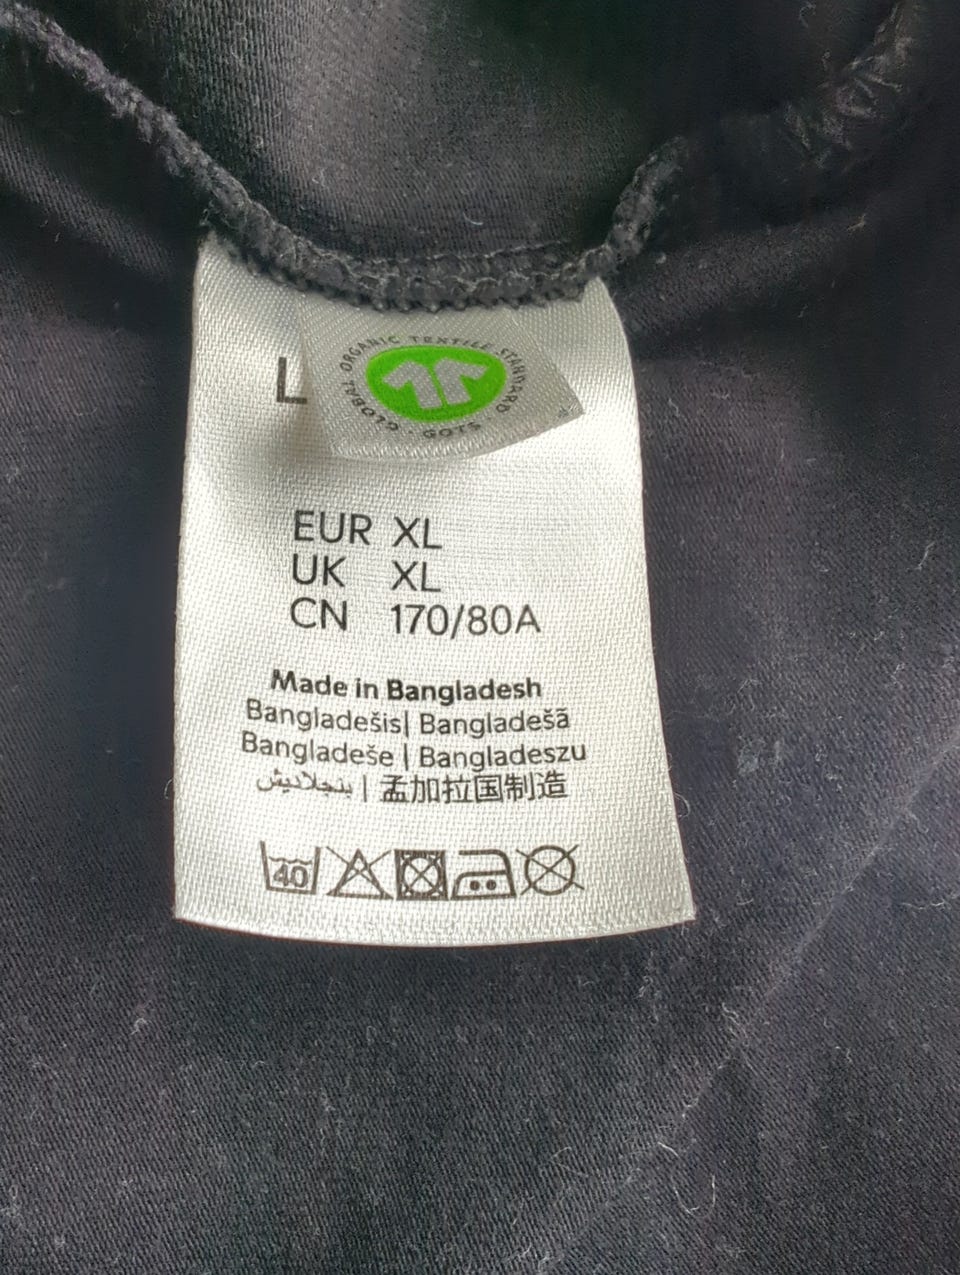 L
GLOBAL ORGANIC TEXTILE STANDARD · GOTS ·
EUR XL
UK XL
CN 170/80A
Made in Bangladesh
Bangladešis| Bangladešā
Bangladeše | Bangladeszu
بنجلاديش | 孟加拉国制造
40